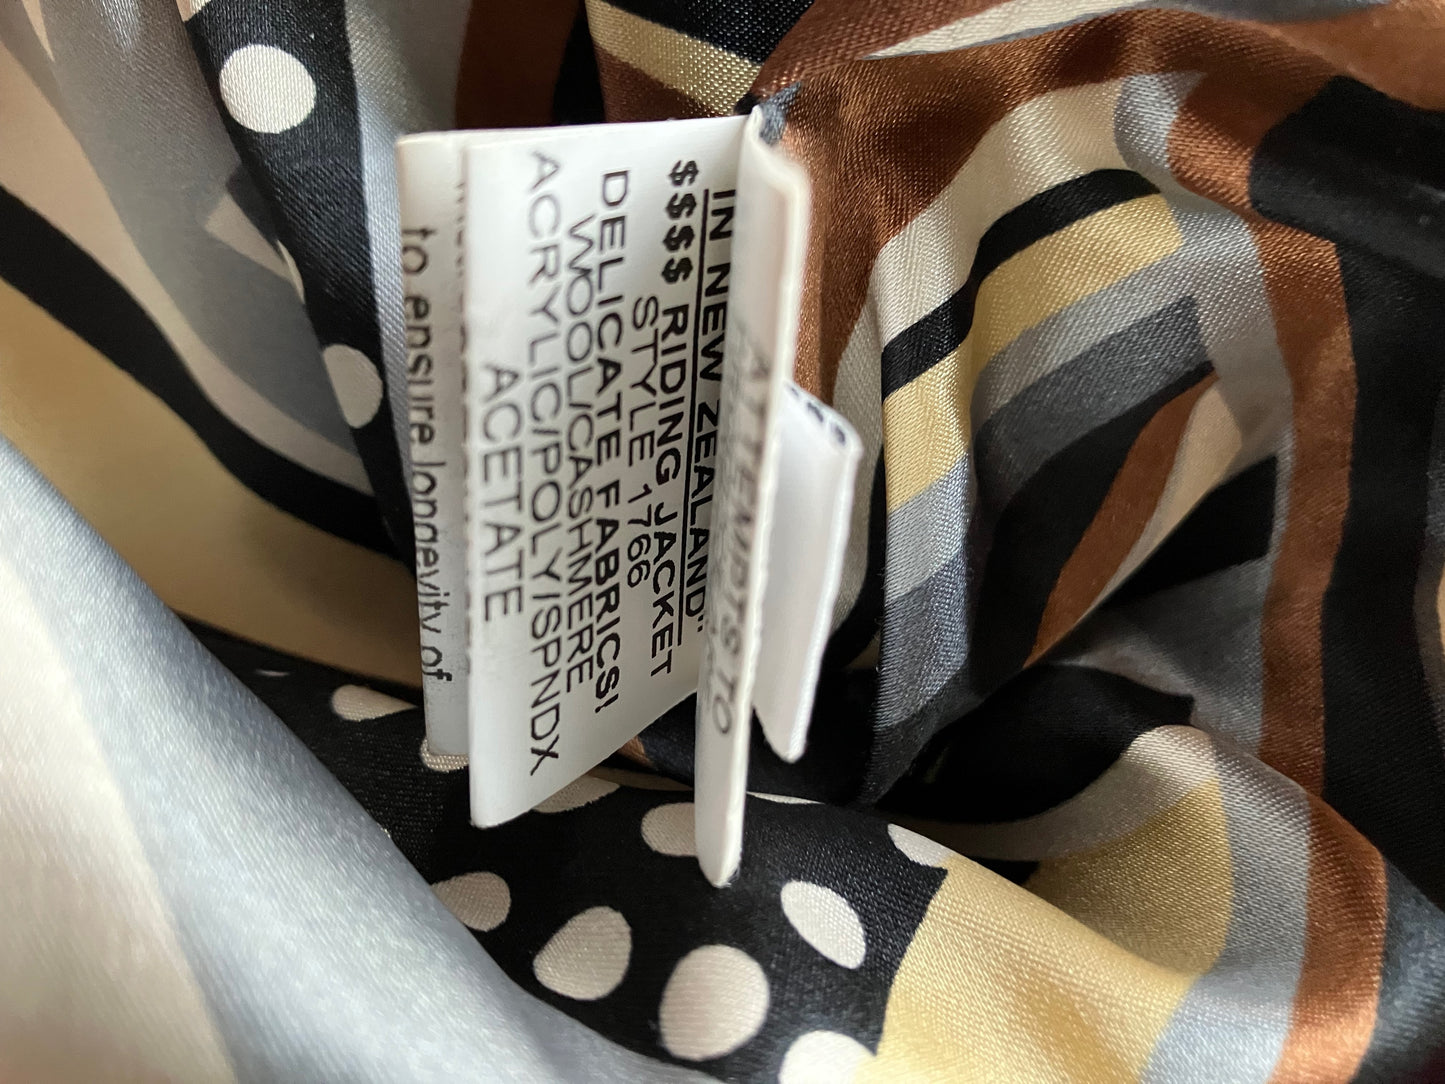 IN NEW ZEALAND"
$$$$ RIDING JACKET
STYLE 1766
DELICATE FABRICS!
WOOL/CASHMERE
ACRYLIC/POLY/SPNDX
ACETATE
to ensure longevity of
ATTEMPTS TO